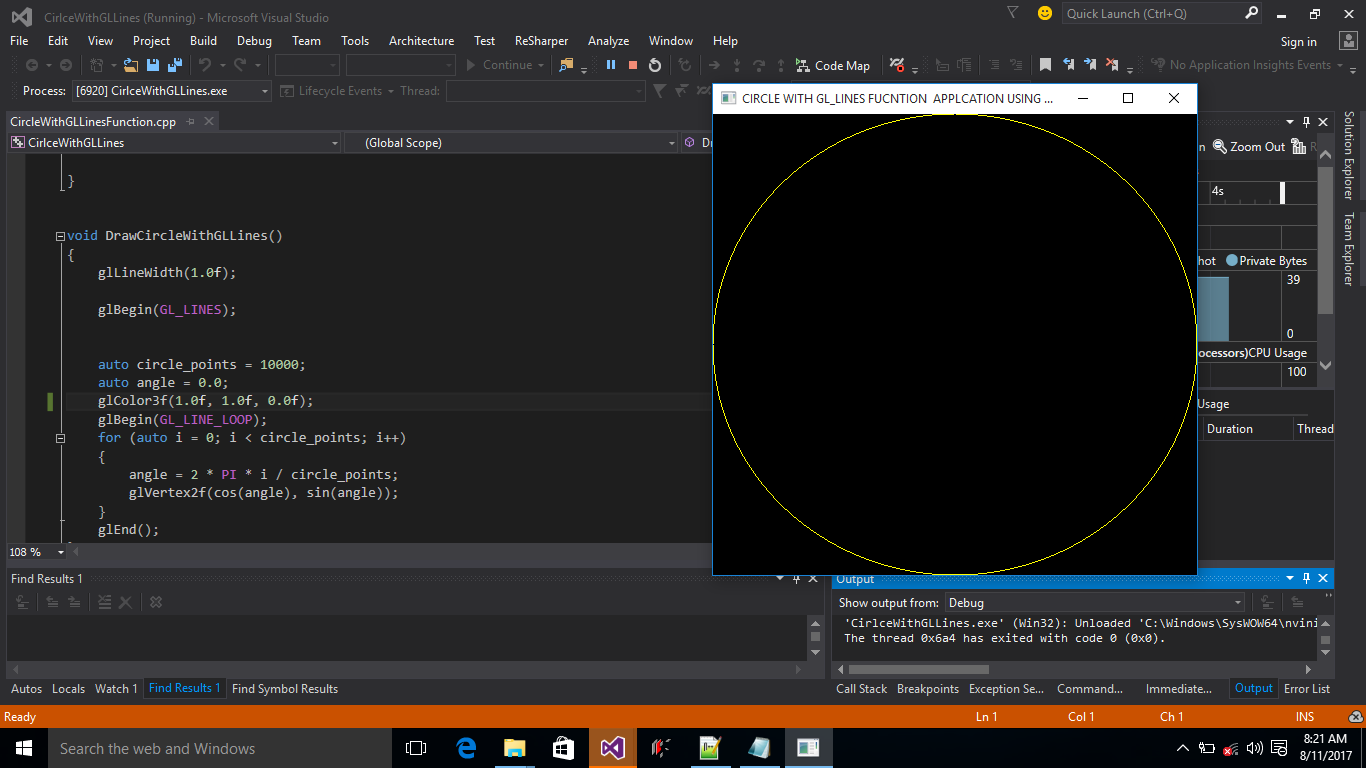 CirlceWithGLLines (Running) - Microsoft Visual Studio
Quick Launch (Ctrl+Q)
File Edit View Project Build Debug Team Tools Architecture Test ReSharper Analyze Window Help
Sign in
Continue
Code Map
No Application Insights Events
Process: [6920] CirlceWithGLLines.exe
Lifecycle Events
Thread:
CircleWithGLLinesFunction.cpp
CirlceWithGLLines
(Global Scope)
}
void DrawCircleWithGLLines()
{
glLineWidth(1.0f);
glBegin(GL_LINES);
auto circle_points = 10000;
auto angle = 0.0;
glColor3f(1.0f, 1.0f, 0.0f);
glBegin(GL_LINE_LOOP);
for (auto i = 0; i < circle_points; i++)
{
angle = 2 * PI * i / circle_points;
glVertex2f(cos(angle), sin(angle));
}
glEnd();
108 %
CIRCLE WITH GL_LINES FUCNTION APPLCATION USING ...
Zoom Out
4s
Private Bytes
39
0
CPU Usage
100
Usage
Duration
Thread
Solution Explorer
Team Explorer
Find Results 1
Autos Locals Watch 1 Find Results 1 Find Symbol Results
Output
Show output from: Debug
'CirlceWithGLLines.exe' (Win32): Unloaded 'C:\Windows\SysWOW64\nvini
The thread 0x6a4 has exited with code 0 (0x0).
Call Stack Breakpoints Exception Se... Command... Immediate... Output Error List
Ready
Ln 1
Col 1
Ch 1
INS
Search the web and Windows
8:21 AM
8/11/2017